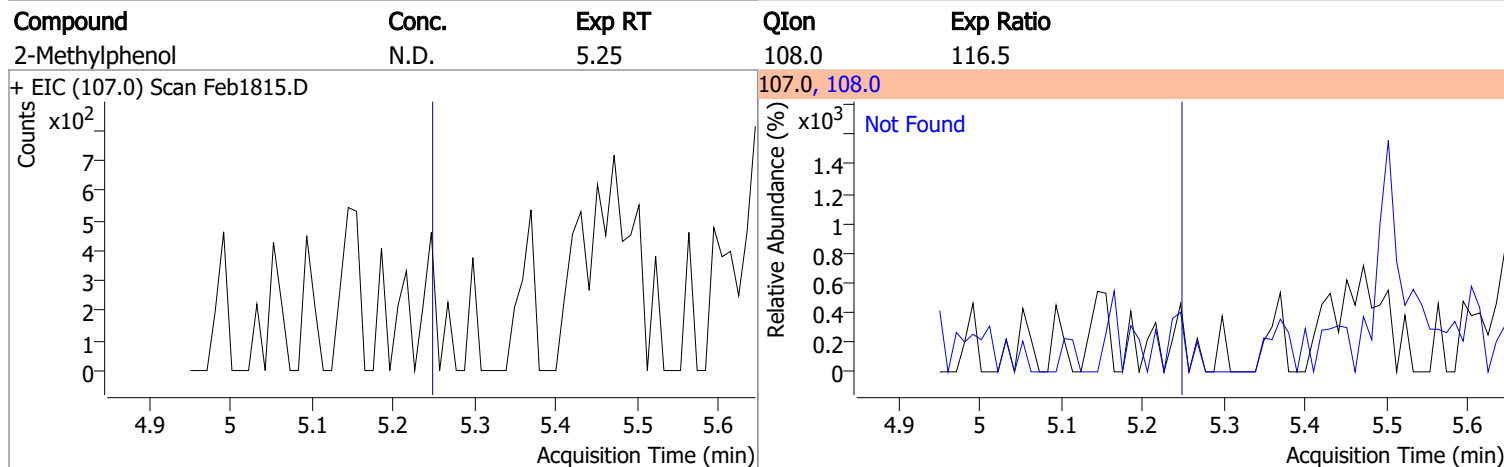 Compound Conc. Exp RT QIon Exp Ratio
2-Methylphenol N.D. 5.25 108.0 116.5
+ EIC (107.0) Scan Feb1815.D
Counts
x10²
7
6
5
4
3
2
1
0
4.9 5 5.1 5.2 5.3 5.4 5.5 5.6
Acquisition Time (min)
107.0, 108.0
Relative Abundance (%)
x10³
Not Found
1.4
1.2
1
0.8
0.6
0.4
0.2
0
4.9 5 5.1 5.2 5.3 5.4 5.5 5.6
Acquisition Time (min)